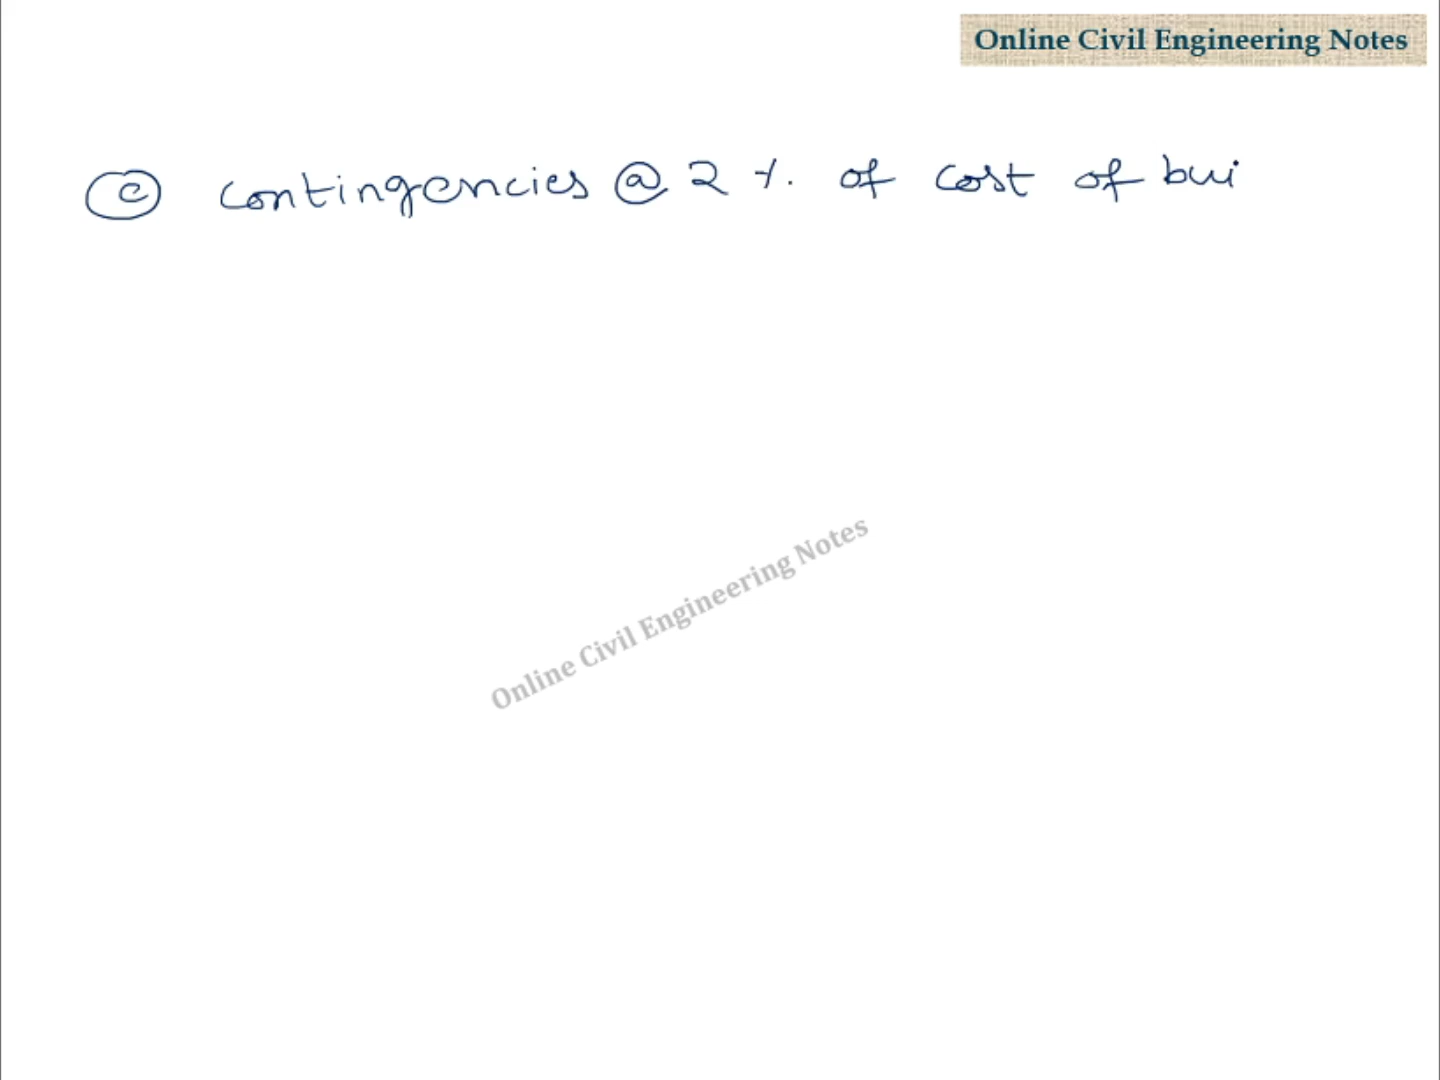 Online Civil Engineering Notes
ⓒ contingencies @ 2 %. of cost of bui
Online Civil Engineering Notes